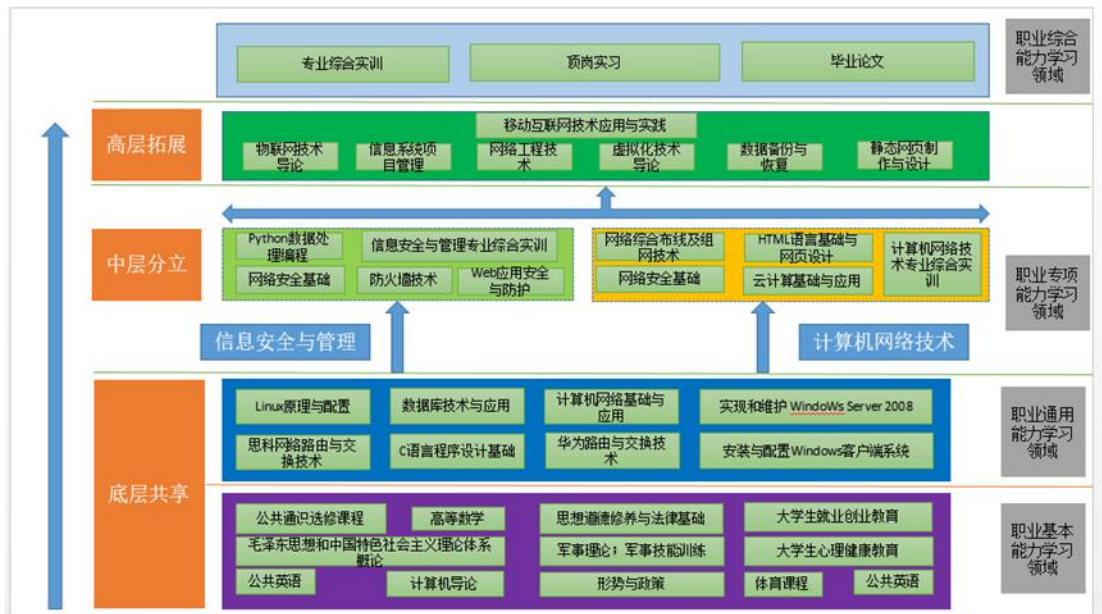 职业综合
能力学习
领域
专业综合实训
顶岗实习
毕业论文
高层拓展
移动互联网技术应用与实践
物联网技术
导论
信息系统项
目管理
网络工程技
术
虚拟化技术
导论
数据备份与
恢复
静态网页制
作与设计
中层分立
Python数据处
理编程
信息安全与管理专业综合实训
网络安全基础
防火墙技术
Web应用安全
与防护
网络综合布线及组
网技术
HTML语言基础与
网页设计
计算机网络技
术专业综合实
训
网络安全基础
云计算基础与应用
职业专项
能力学习
领域
信息安全与管理
计算机网络技术
底层共享
Linux原理与配置
数据库技术与应用
计算机网络基础与
应用
实现和维护 WindoWs Server 2008
思科网络路由与交
换技术
C语言程序设计基础
华为路由与交换技
术
安装与配置Windows客户端系统
职业通用
能力学习
领域
公共通识选修课程
高等数学
思想道德修养与法律基础
大学生就业创业教育
毛泽东思想和中国特色社会主义理论体系
概论
军事理论；军事技能训练
大学生心理健康教育
公共英语
计算机导论
形势与政策
体育课程
公共英语
职业基本
能力学习
领域